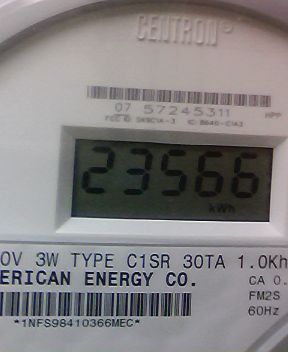 CENTRON®
07 57245311
HPP
23566
kWh
0V 3W TYPE C1SR 30TA 1.0Kh
ERICAN ENERGY CO.
CA 0.
FM2S
60Hz
*1NFS98410366MEC*